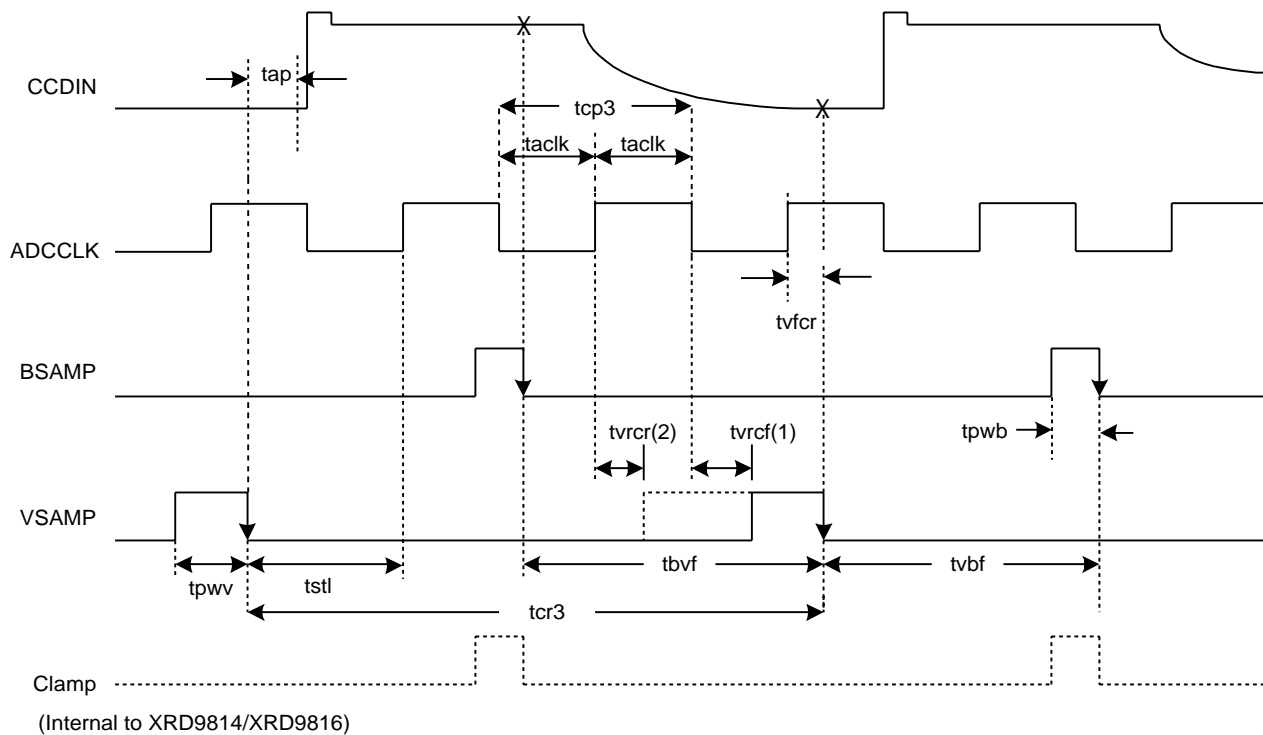 CCDIN
tap
tcp3
taclk
taclk
ADCCLK
tvfcr
BSAMP
tvrcr(2)
tvrcf(1)
tpwb
VSAMP
tpwv
tstl
tbvf
tvbf
tcr3
Clamp
(Internal to XRD9814/XRD9816)